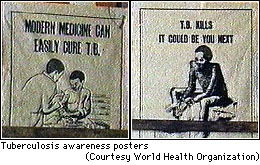 MODERN MEDICINE CAN
EASILY CURE T.B.
T.B. KILLS
IT COULD BE YOU NEXT
Tuberculosis awareness posters
(Courtesy World Health Organization)